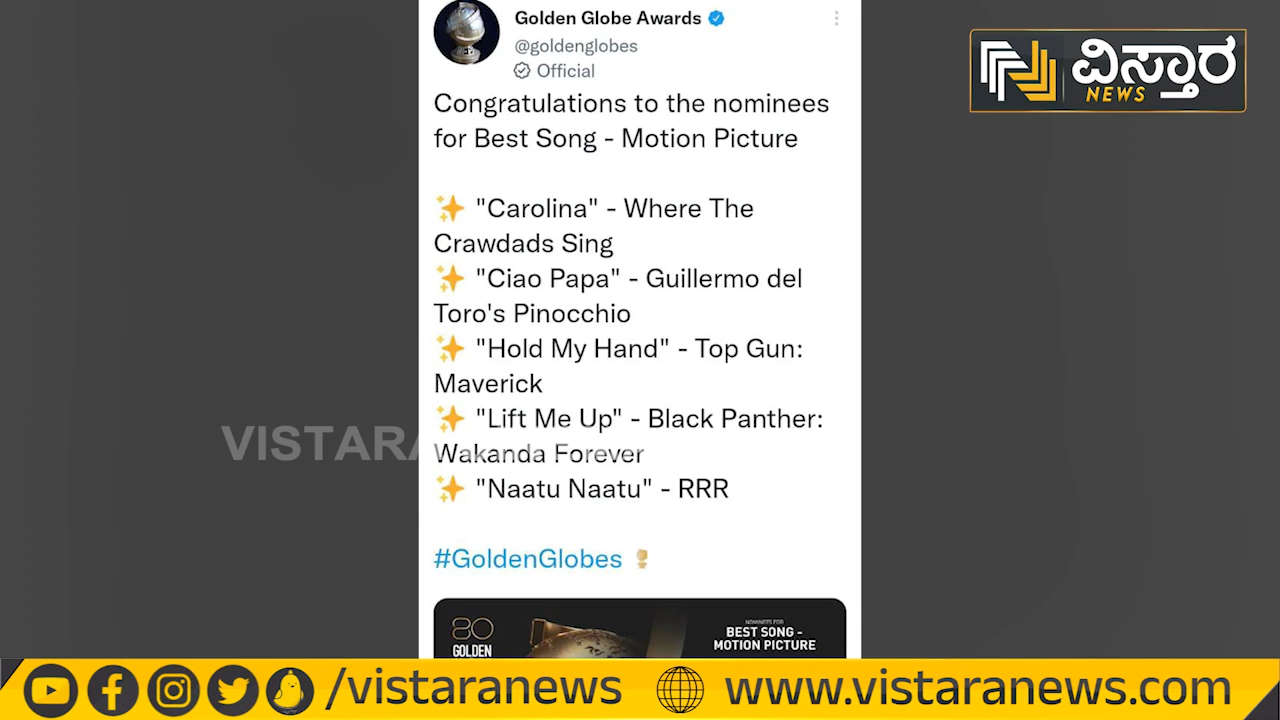 Golden Globe Awards
@goldenglobes
Official
Congratulations to the nominees
for Best Song - Motion Picture
✨ "Carolina" - Where The
Crawdads Sing
✨ "Ciao Papa" - Guillermo del
Toro's Pinocchio
✨ "Hold My Hand" - Top Gun:
Maverick
✨ "Lift Me Up" - Black Panther:
Wakanda Forever
✨ "Naatu Naatu" - RRR
#GoldenGlobes
80
GOLDEN
NOMINEES FOR
BEST SONG -
MOTION PICTURE
ವಿಸ್ತಾರ
NEWS
VISTARA
/vistaranews
www.vistaranews.com